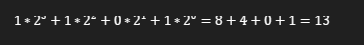 1 * 2³ + 1 * 2² + 0 * 2¹ + 1 * 2⁰ = 8 + 4 + 0 + 1 = 13